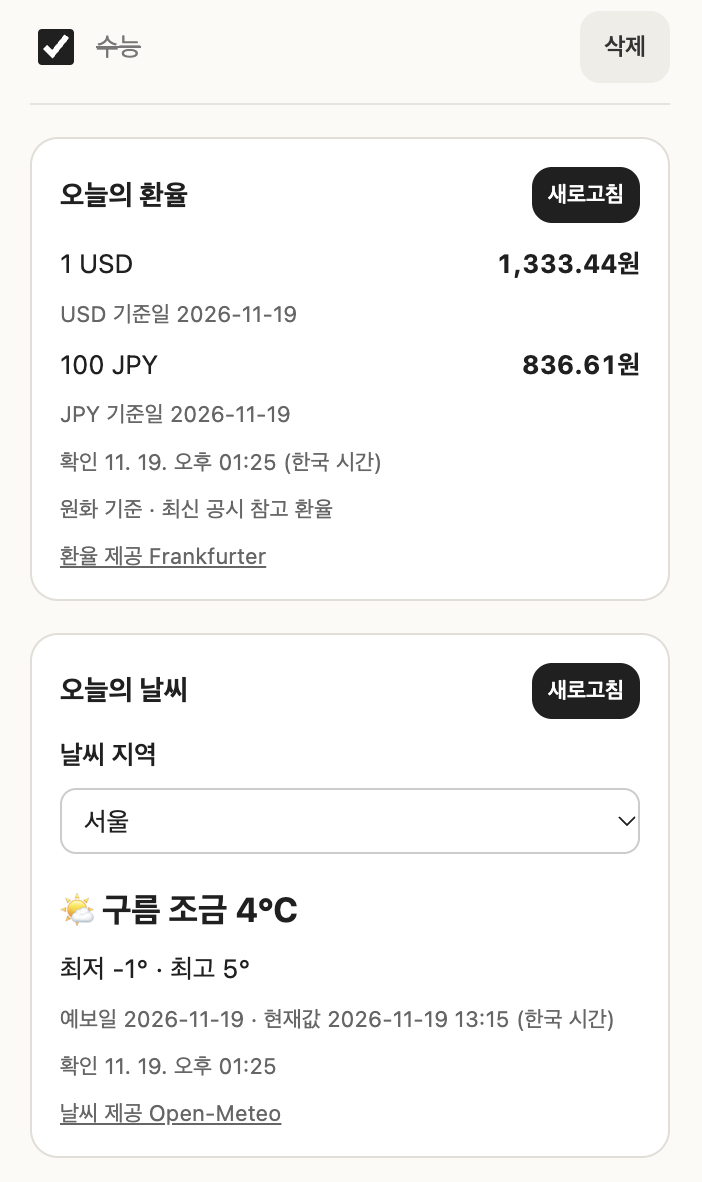 수능
삭제
오늘의 환율
새로고침
1 USD
1,333.44원
USD 기준일 2026-11-19
100 JPY
836.61원
JPY 기준일 2026-11-19
확인 11. 19. 오후 01:25 (한국 시간)
원화 기준 · 최신 공시 참고 환율
환율 제공 Frankfurter
오늘의 날씨
새로고침
날씨 지역
서울
구름 조금 4°C
최저 -1° · 최고 5°
예보일 2026-11-19 · 현재값 2026-11-19 13:15 (한국 시간)
확인 11. 19. 오후 01:25
날씨 제공 Open-Meteo